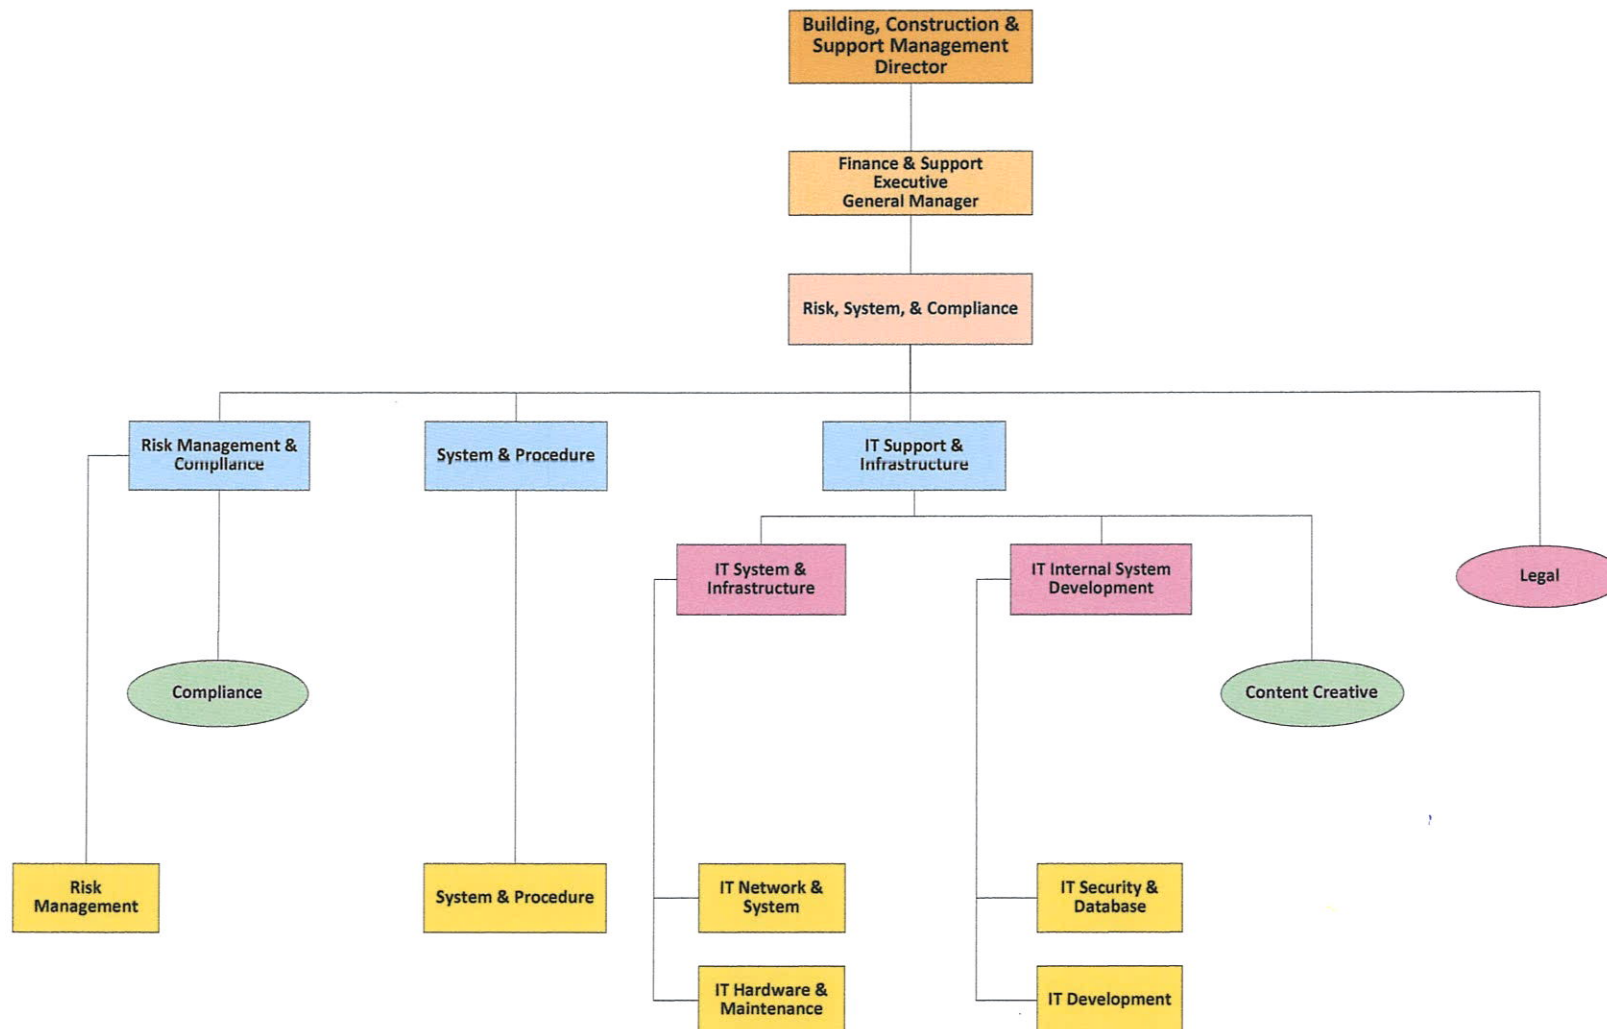 Building, Construction &
Support Management
Director
Finance & Support
Executive
General Manager
Risk, System, & Compliance
Risk Management &
Compliance
System & Procedure
IT Support &
Infrastructure
IT System &
Infrastructure
IT Internal System
Development
Legal
Compliance
Content Creative
Risk
Management
System & Procedure
IT Network &
System
IT Security &
Database
IT Hardware &
Maintenance
IT Development